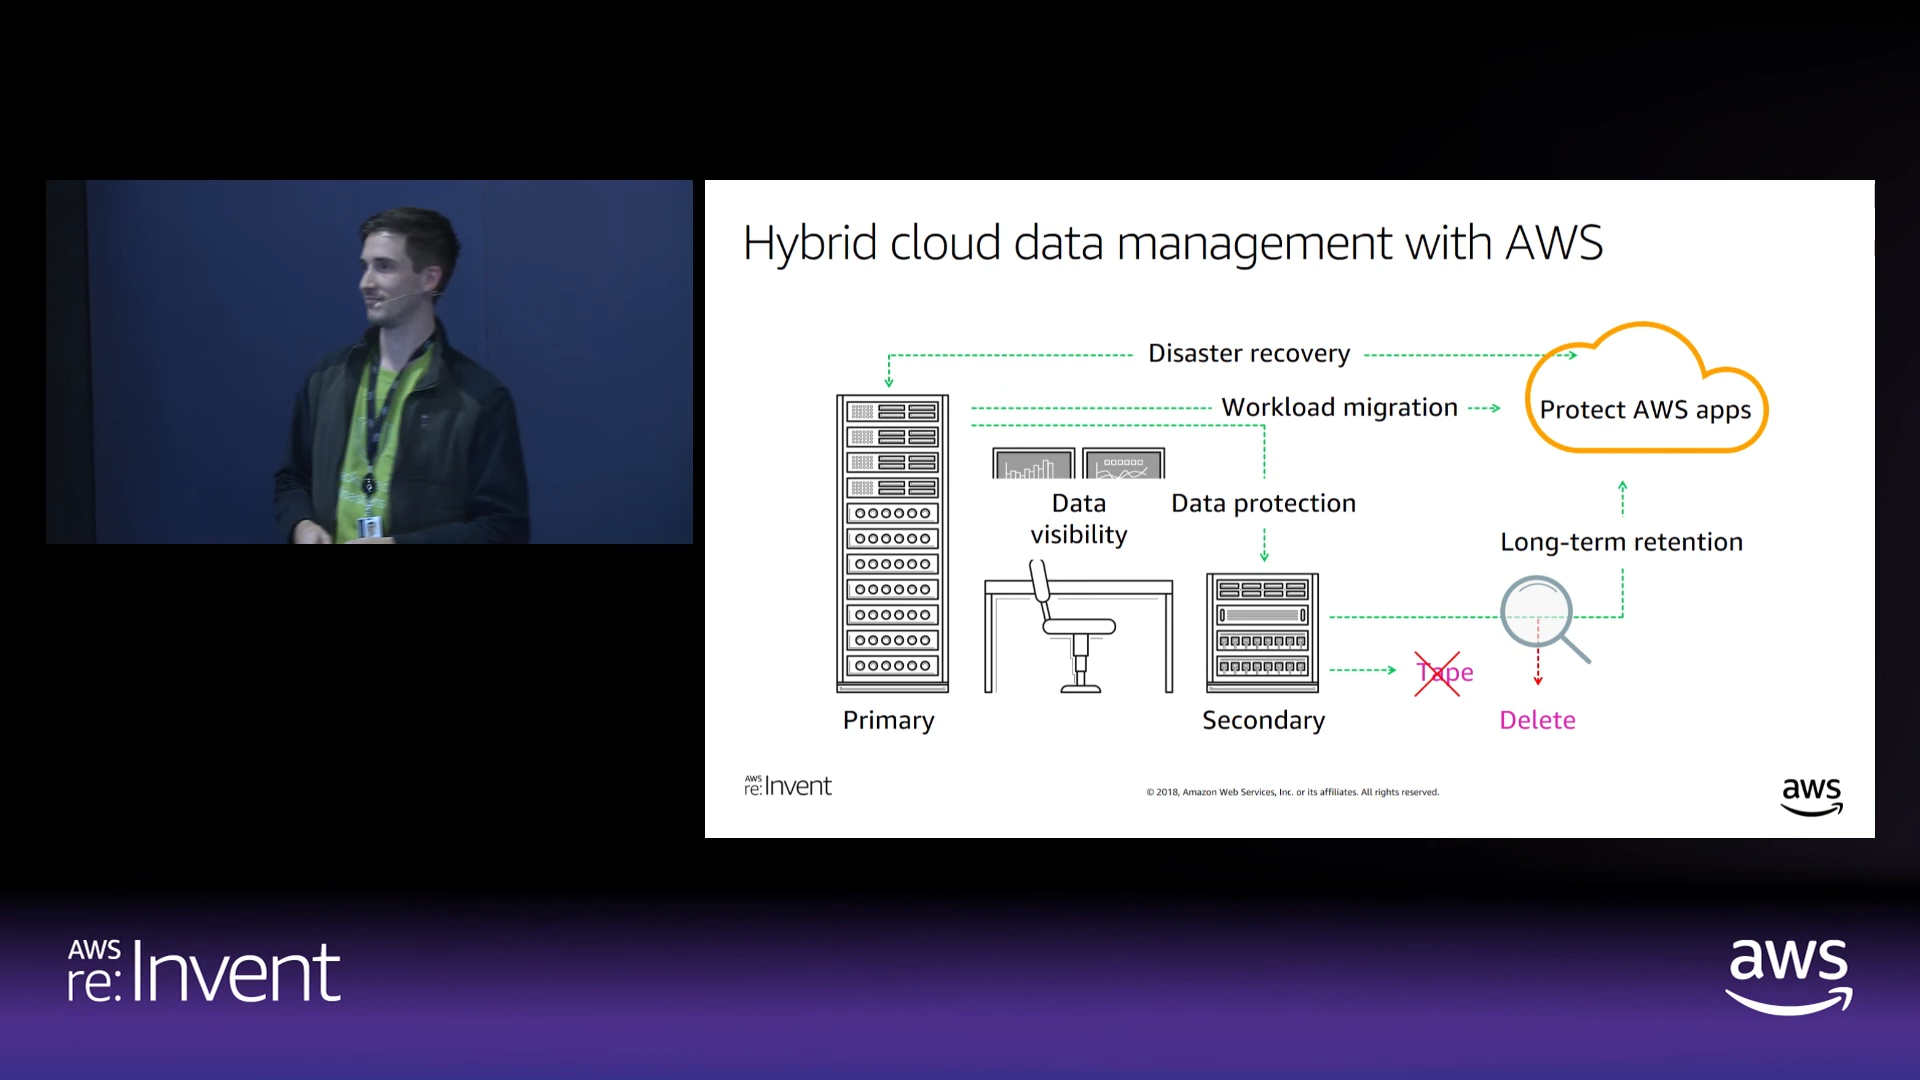 Hybrid cloud data management with AWS
Disaster recovery
Workload migration
Protect AWS apps
Data
visibility
Data protection
Long-term retention
Tape
Primary
Secondary
Delete
AWS
re:Invent
© 2018, Amazon Web Services, Inc. or its affiliates. All rights reserved.
aws
AWS
re:Invent
aws